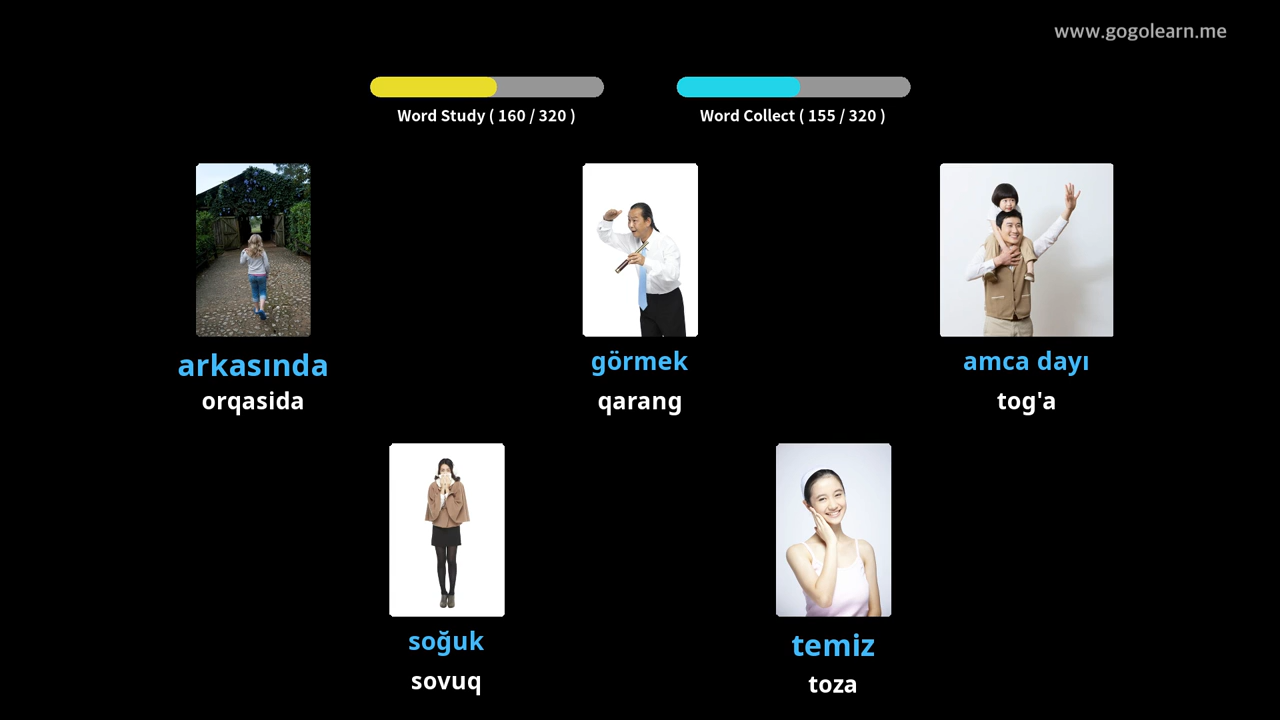 www.gogolearn.me
Word Study ( 160 / 320 )
Word Collect ( 155 / 320 )
arkasında
orqasida
görmek
qarang
amca dayı
tog'a
soğuk
sovuq
temiz
toza